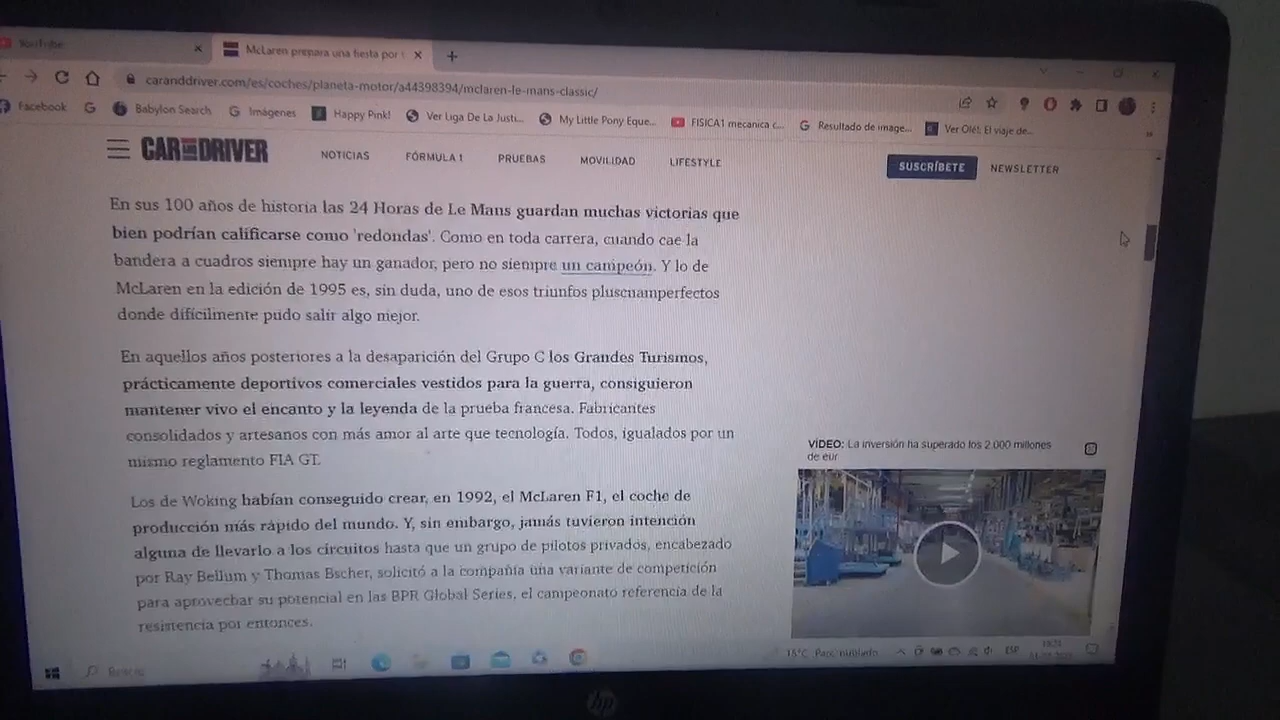 YouTube
McLaren prepara una fiesta por
caranddriver.com/es/coches/planeta-motor/a44398394/mclaren-le-mans-classic/
Facebook
Babylon Search
Imágenes
Happy Pink!
Ver Liga De La Justi...
My Little Pony Eque...
FISICA1 mecanica c...
Resultado de image...
Ver Olé!, El viaje de...
CAR AND DRIVER
NOTICIAS
FÓRMULA 1
PRUEBAS
MOVILIDAD
LIFESTYLE
SUSCRÍBETE
NEWSLETTER
En sus 100 años de historia las 24 Horas de Le Mans guardan muchas victorias que
bien podrían calificarse como 'redondas'. Como en toda carrera, cuando cae la
bandera a cuadros siempre hay un ganador, pero no siempre un campeón. Y lo de
McLaren en la edición de 1995 es, sin duda, uno de esos triunfos pluscuamperfectos
donde difícilmente pudo salir algo mejor.
En aquellos años posteriores a la desaparición del Grupo C los Grandes Turismos,
prácticamente deportivos comerciales vestidos para la guerra, consiguieron
mantener vivo el encanto y la leyenda de la prueba francesa. Fabricantes
consolidados y artesanos con más amor al arte que tecnología. Todos, igualados por un
mismo reglamento FIA GT.
Los de Woking habían conseguido crear, en 1992, el McLaren F1, el coche de
producción más rápido del mundo. Y, sin embargo, jamás tuvieron intención
alguna de llevarlo a los circuitos hasta que un grupo de pilotos privados, encabezado
por Ray Bellum y Thomas Bscher, solicitó a la compañía una variante de competición
para aprovechar su potencial en las BPR Global Series, el campeonato referencia de la
resistencia por entonces.
VÍDEO: La inversión ha superado los 2.000 millones
de eur
Buscar
15°C Parc. nublado
ESP
hp